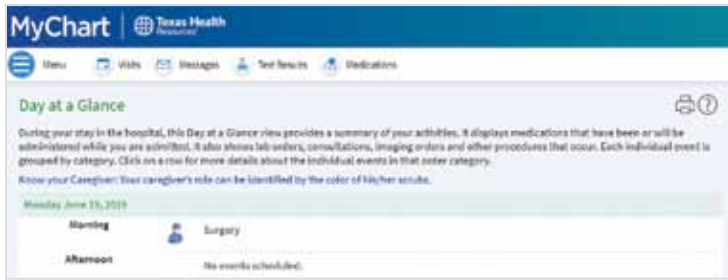 MyChart Texas Health Resources
Menu Visits Messages Test Results Medications
Day at a Glance
During your stay in the hospital, this Day at a Glance view provides a summary of your activities. It displays medications that have been or will be
administered while you are admitted. It also shows lab orders, consultations, imaging orders and other procedures that occur. Each individual event is
grouped by category. Click on a row for more details about the individual events in that order category.
Know your Caregiver: Your caregiver's role can be identified by the color of his/her scrubs.
Monday June 2019
Morning Surgery
Afternoon No events scheduled.